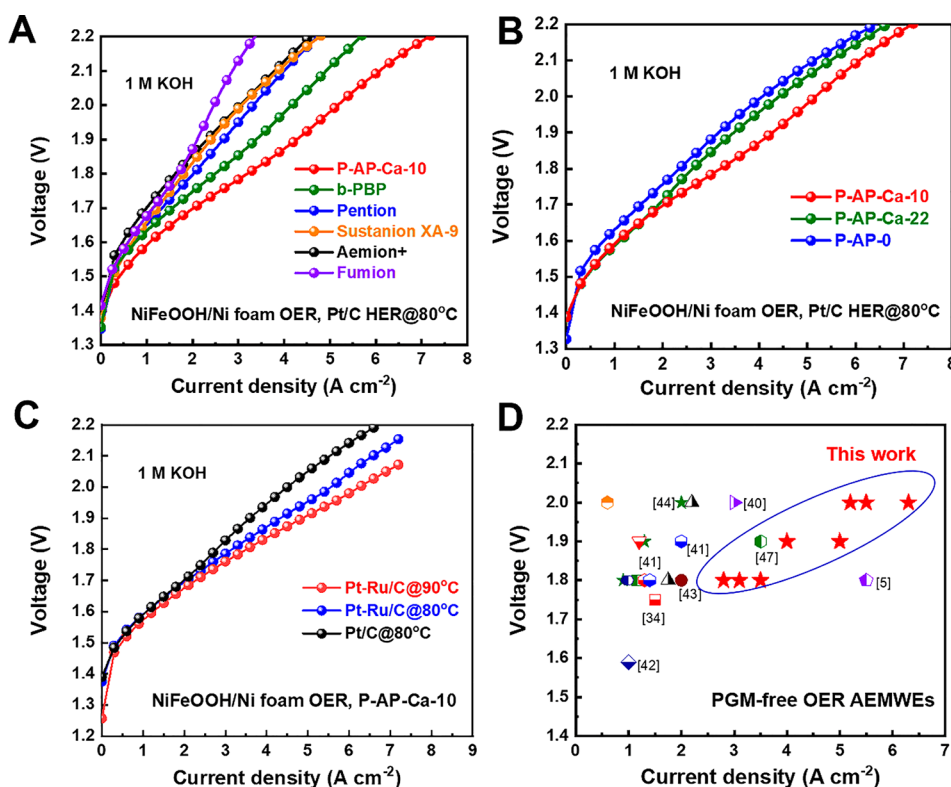 A
2.2
2.1
2.0
1.9
1.8
1.7
1.6
1.5
1.4
1.3
Voltage (V)
1 M KOH
P-AP-Ca-10
b-PBP
Pention
Sustanion XA-9
Aemion+
Fumion
NiFeOOH/Ni foam OER, Pt/C HER@80°C
0 1 2 3 4 5 6 7 8
Current density (A cm⁻²)
B
2.2
2.1
2.0
1.9
1.8
1.7
1.6
1.5
1.4
1.3
Voltage (V)
1 M KOH
P-AP-Ca-10
P-AP-Ca-22
P-AP-0
NiFeOOH/Ni foam OER, Pt/C HER@80°C
0 1 2 3 4 5 6 7 8
Current density (A cm⁻²)
C
2.2
2.1
2.0
1.9
1.8
1.7
1.6
1.5
1.4
1.3
1.2
Voltage (V)
1 M KOH
Pt-Ru/C@90°C
Pt-Ru/C@80°C
Pt/C@80°C
NiFeOOH/Ni foam OER, P-AP-Ca-10
0 1 2 3 4 5 6 7 8 9
Current density (A cm⁻²)
D
2.2
2.1
2.0
1.9
1.8
1.7
1.6
1.5
1.4
Voltage (V)
This work
[44]
[40]
[41]
[41]
[47]
[43]
[5]
[34]
[42]
PGM-free OER AEMWEs
0 1 2 3 4 5 6 7
Current density (A cm⁻²)